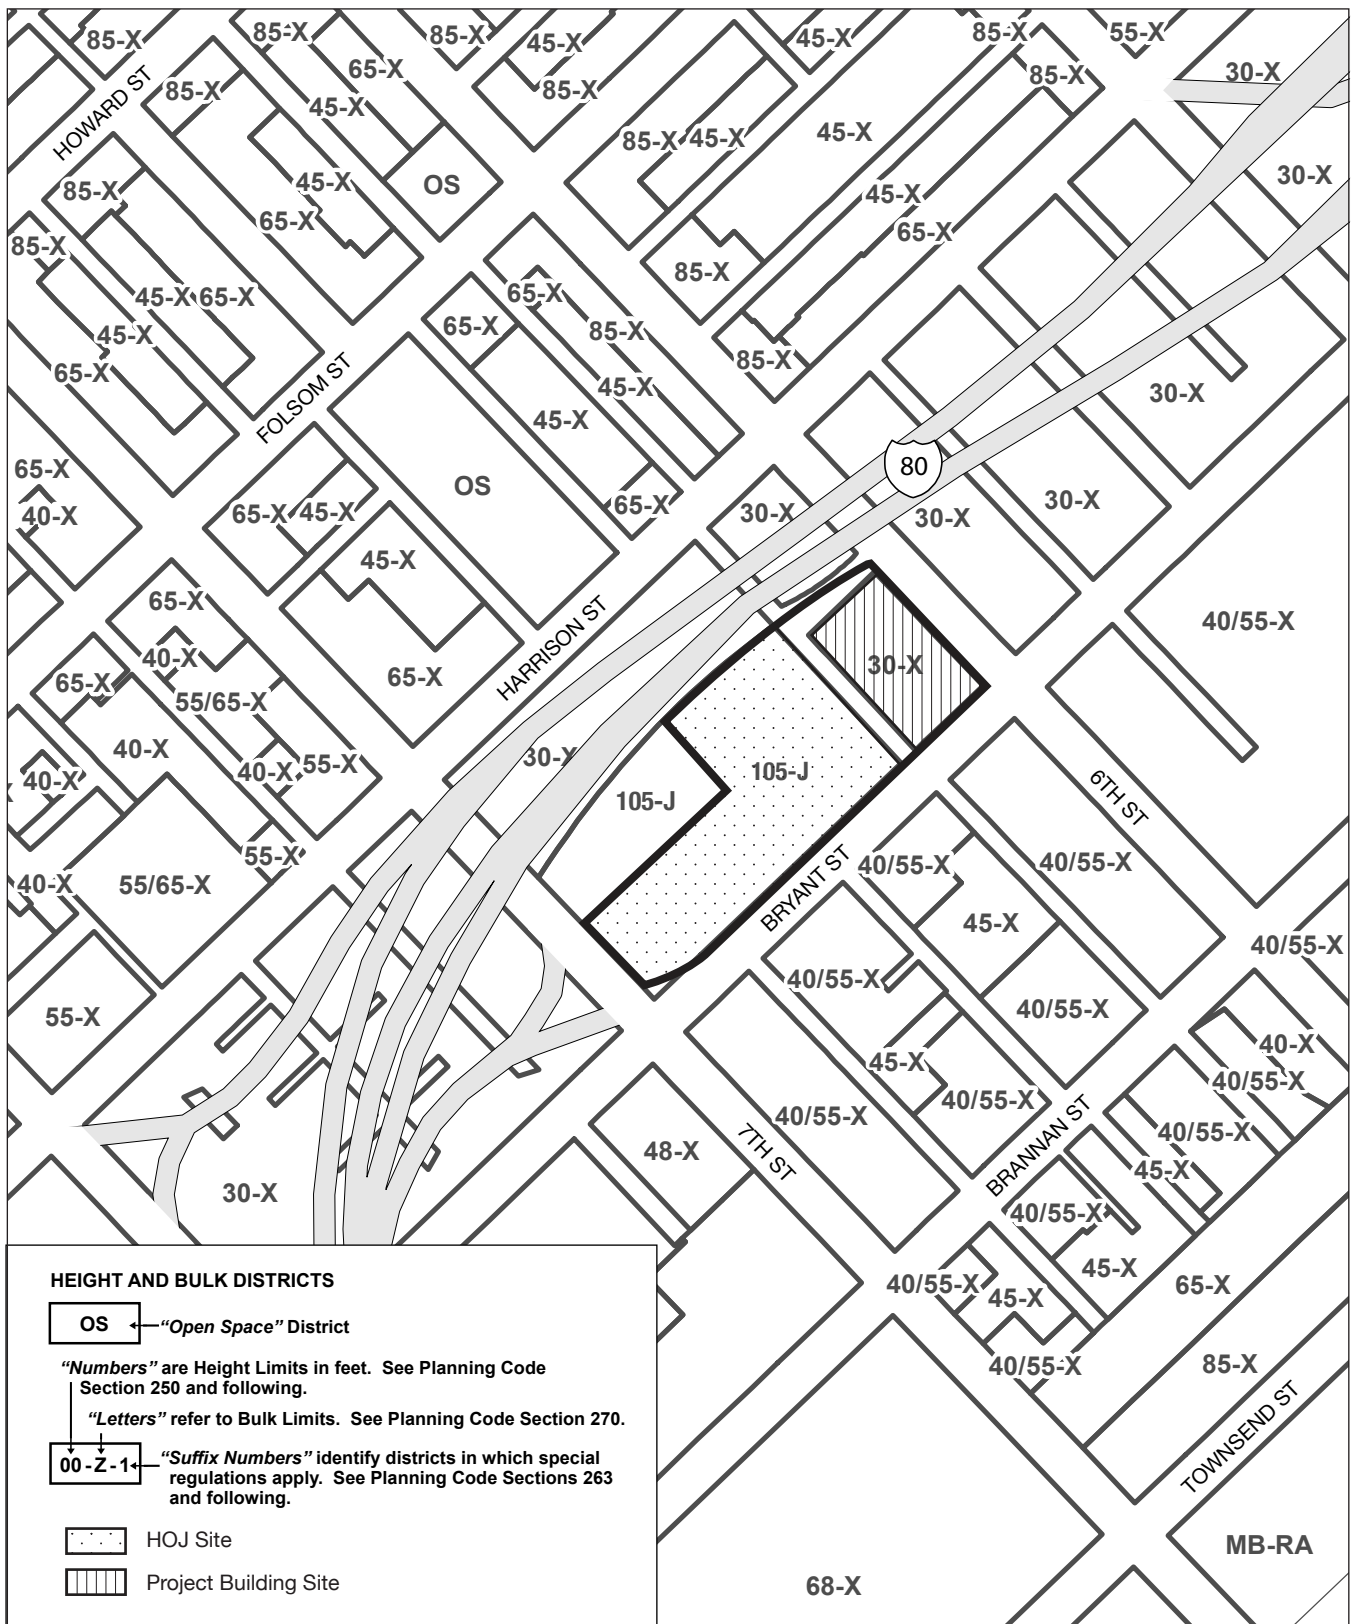 85-X
85-X
85-X
45-X
45-X
85-X
55-X
65-X
85-X
30-X
85-X
85-X
45-X
HOWARD ST
85-X
45-X
45-X
OS
45-X
30-X
85-X
45-X
65-X
65-X
85-X
85-X
45-X
65-X
65-X
45-X
65-X
85-X
85-X
65-X
45-X
30-X
FOLSOM ST
45-X
65-X
80
40-X
OS
65-X
45-X
65-X
30-X
30-X
30-X
45-X
65-X
40/55-X
40-X
HARRISON ST
65-X
30-X
65-X
55/65-X
40-X
30-X
55-X
40-X
40-X
X
105-J
105-J
6TH ST
55-X
BRYANT ST
40/55-X
40/55-X
40-X
55/65-X
45-X
40/55-X
40/55-X
40/55-X
55-X
40-X
45-X
40/55-X
40/55-X
40/55-X
BRANNAN ST
40/55-X
7TH ST
48-X
45-X
30-X
40/55-X
45-X
40/55-X
45-X
65-X
40/55-X
85-X
TOWNSEND ST
MB-RA
68-X
HEIGHT AND BULK DISTRICTS
OS “Open Space” District
“Numbers” are Height Limits in feet. See Planning Code
Section 250 and following.
“Letters” refer to Bulk Limits. See Planning Code Section 270.
00-Z-1 “Suffix Numbers” identify districts in which special
regulations apply. See Planning Code Sections 263
and following.
HOJ Site
Project Building Site